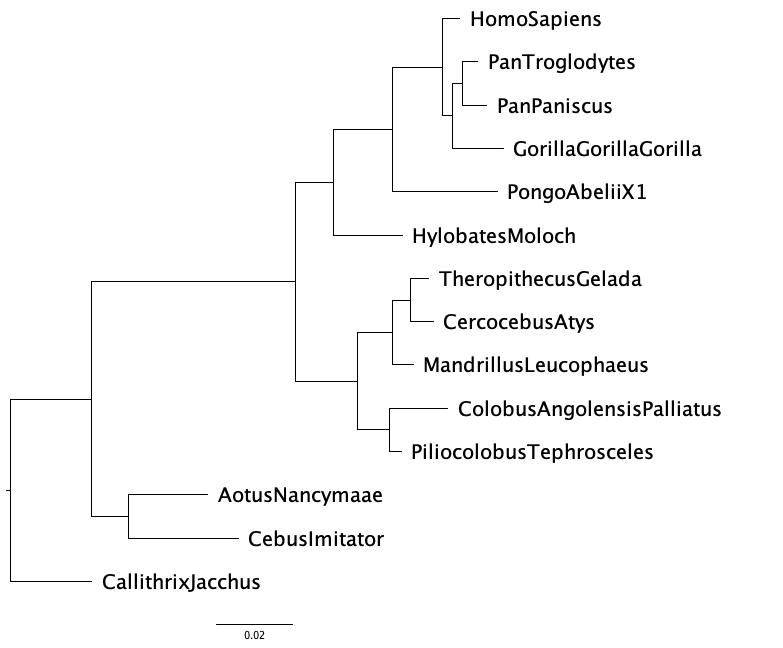 HomoSapiens
PanTroglodytes
PanPaniscus
GorillaGorillaGorilla
PongoAbeliiX1
HylobatesMoloch
TheropithecusGelada
CercocebusAtys
MandrillusLeucophaeus
ColobusAngolensisPalliatus
PiliocolobusTephrosceles
AotusNancymaae
CebusImitator
CallithrixJacchus
0.02